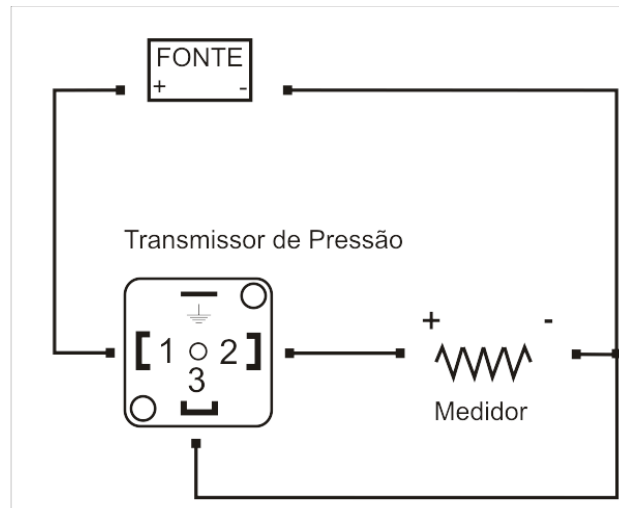 FONTE
+ -
Transmissor de Pressão
1 2
3
+ -
Medidor